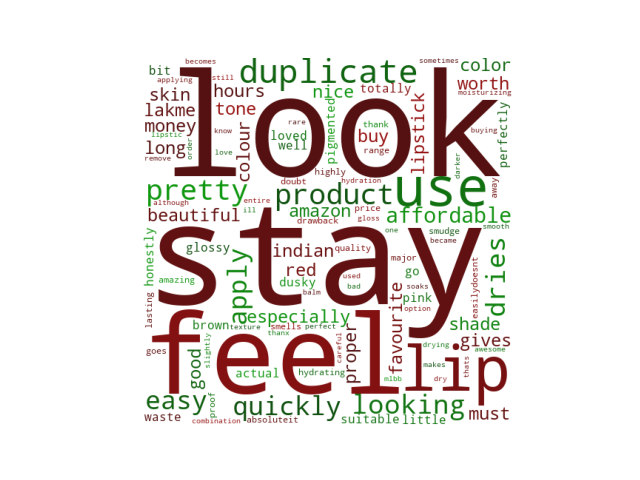 becomes
sometimes
bit
applying
still
duplicate
color
look
skin
hours
nice
totally
worth
moisturizing
lakme
tone
rare
thank
lipstick
perfectly
money
know
loved
pigmented
buy
buying
lipstic
order
colour
well
range
long
love
darker
remove
doubt
highly
hydration
away
pretty
although
entire
product
use
ill
amazon
price
gloss
affordable
beautiful
drawback
one
smudge
smooth
stay
honestly
glossy
indian
quality
became
red
major
go
dries
amazing
dusky
used
bad
soaks
easilydoesnt
apply
balm
favourite
pink
option
lasting
especially
shade
feel
brown
texture
smells
perfect
thanx
careful
proper
drying
gives
awesome
goes
good
slightly
actual
hydrating
mlbb
makes
dry
thats
lip
easy
proof
quickly
looking
must
waste
combination
absoluteit
suitable
little